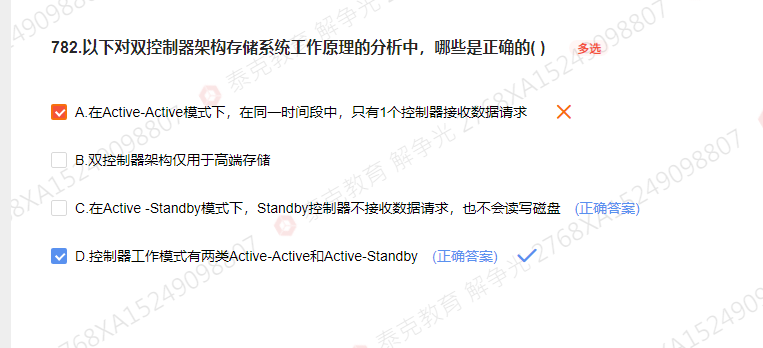 782.以下对双控制器架构存储系统工作原理的分析中，哪些是正确的( ) 多选
A.在Active-Active模式下，在同一时间段中，只有1个控制器接收数据请求
B.双控制器架构仅用于高端存储
C.在Active -Standby模式下，Standby控制器不接收数据请求，也不会读写磁盘 (正确答案)
D.控制器工作模式有两类Active-Active和Active-Standby (正确答案)
泰克教育 解争光 2768XA15249098807